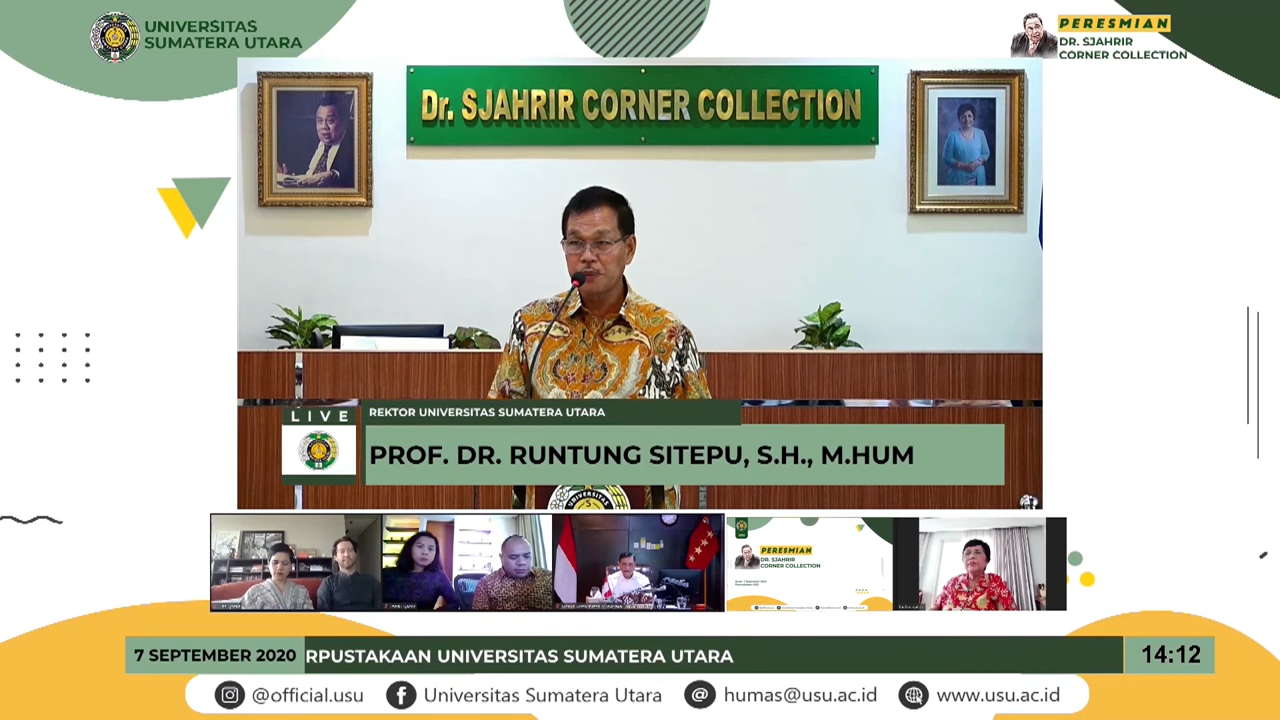 UNIVERSITAS
SUMATERA UTARA
PERESMIAN
DR. SJAHRIR
CORNER COLLECTION
Dr. SJAHRIR CORNER COLLECTION
LIVE
REKTOR UNIVERSITAS SUMATERA UTARA
PROF. DR. RUNTUNG SITEPU, S.H., M.HUM
UNIVERSITAS
PERESMIAN
DR. SJAHRIR
CORNER COLLECTION
7 SEPTEMBER 2020
RPUSTAKAAN UNIVERSITAS SUMATERA UTARA
14:12
@official.usu
Universitas Sumatera Utara
humas@usu.ac.id
www.usu.ac.id